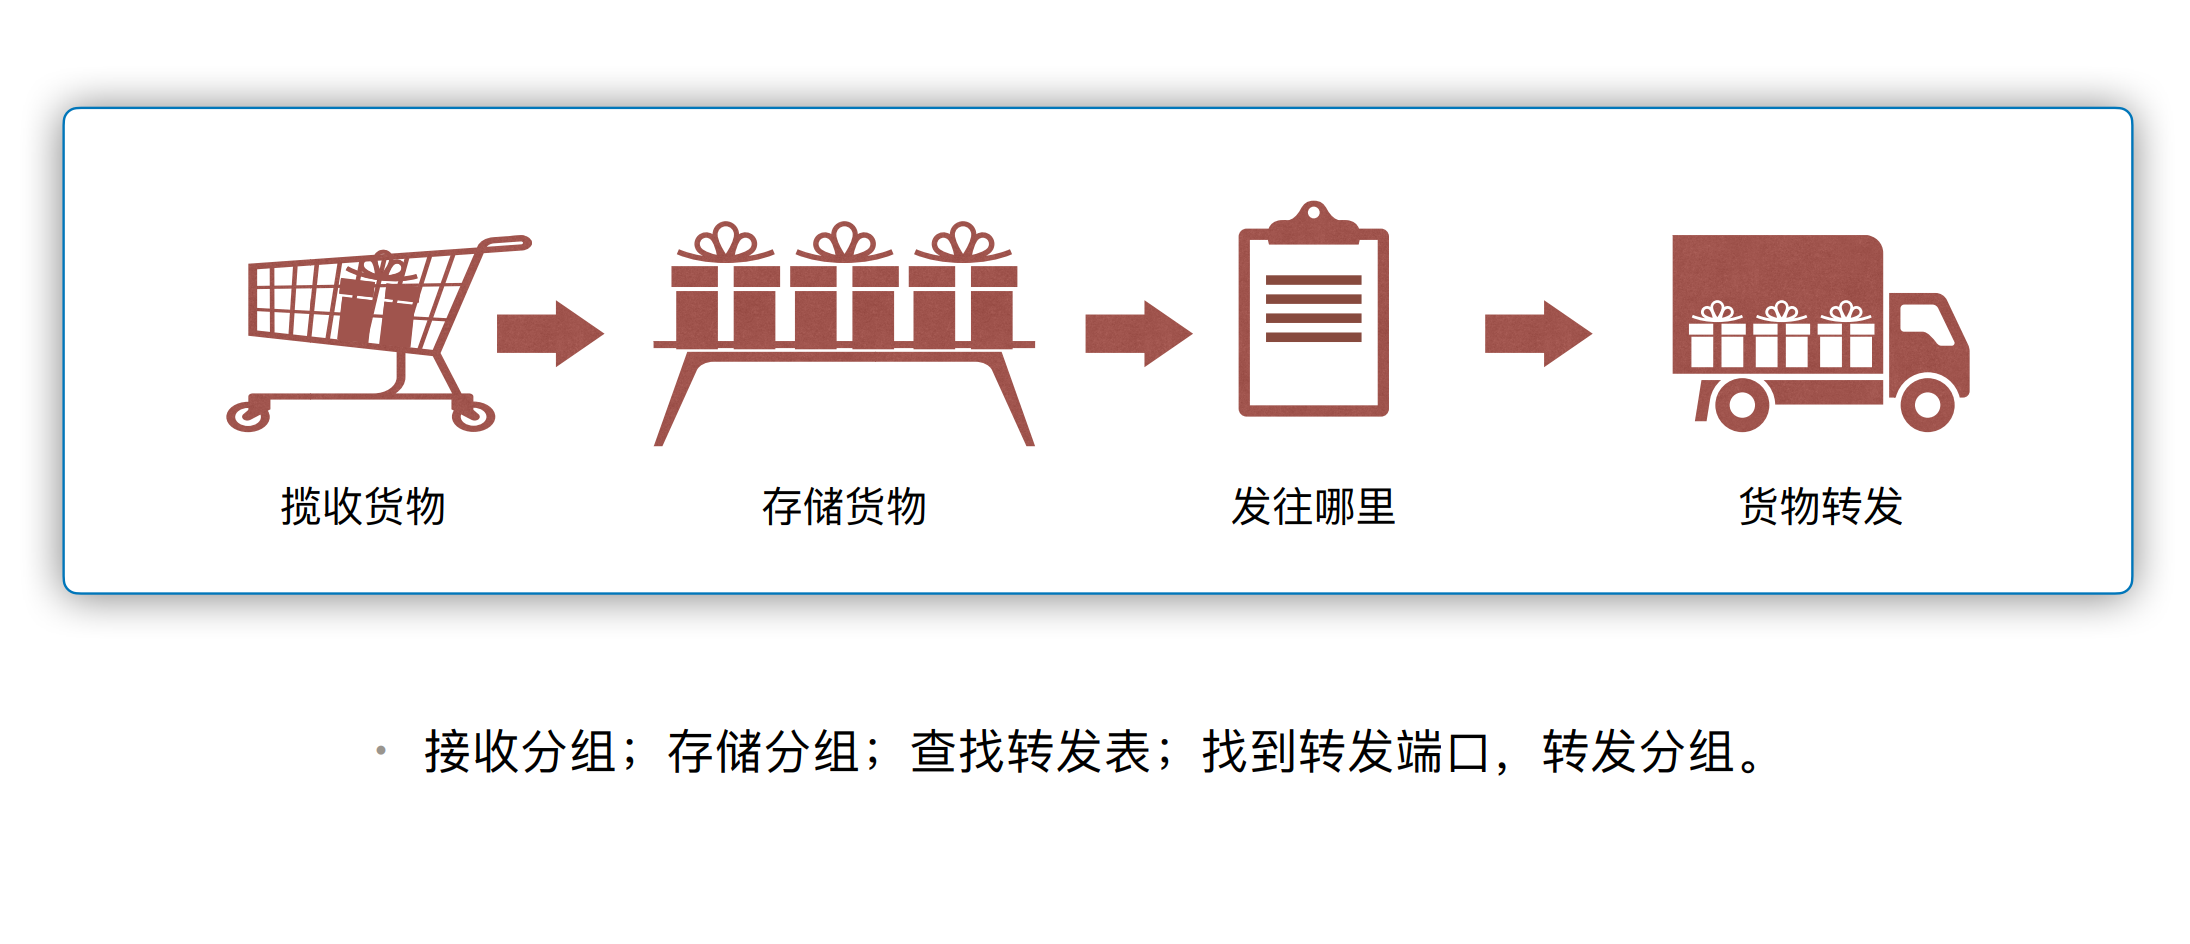 揽收货物 存储货物 发往哪里 货物转发
• 接收分组；存储分组；查找转发表；找到转发端口，转发分组。